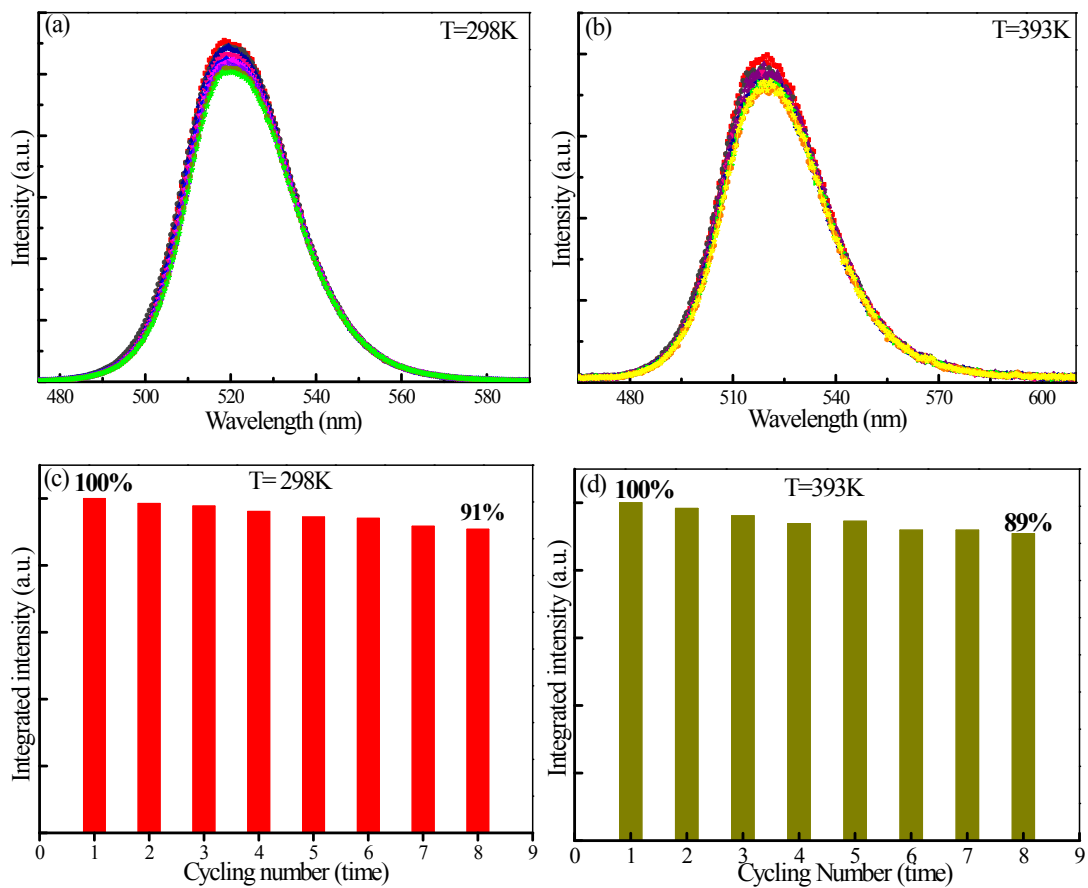 (a)
T=298K
Intensity (a.u.)
480 500 520 540 560 580
Wavelength (nm)
(b)
T=393K
Intensity (a.u.)
480 510 540 570 600
Wavelength (nm)
(c)
T= 298K
100%
91%
Integrated intensity (a.u.)
0 1 2 3 4 5 6 7 8 9
Cycling number (time)
(d)
T=393K
100%
89%
Integrated intensity (a.u.)
0 1 2 3 4 5 6 7 8 9
Cycling Number (time)